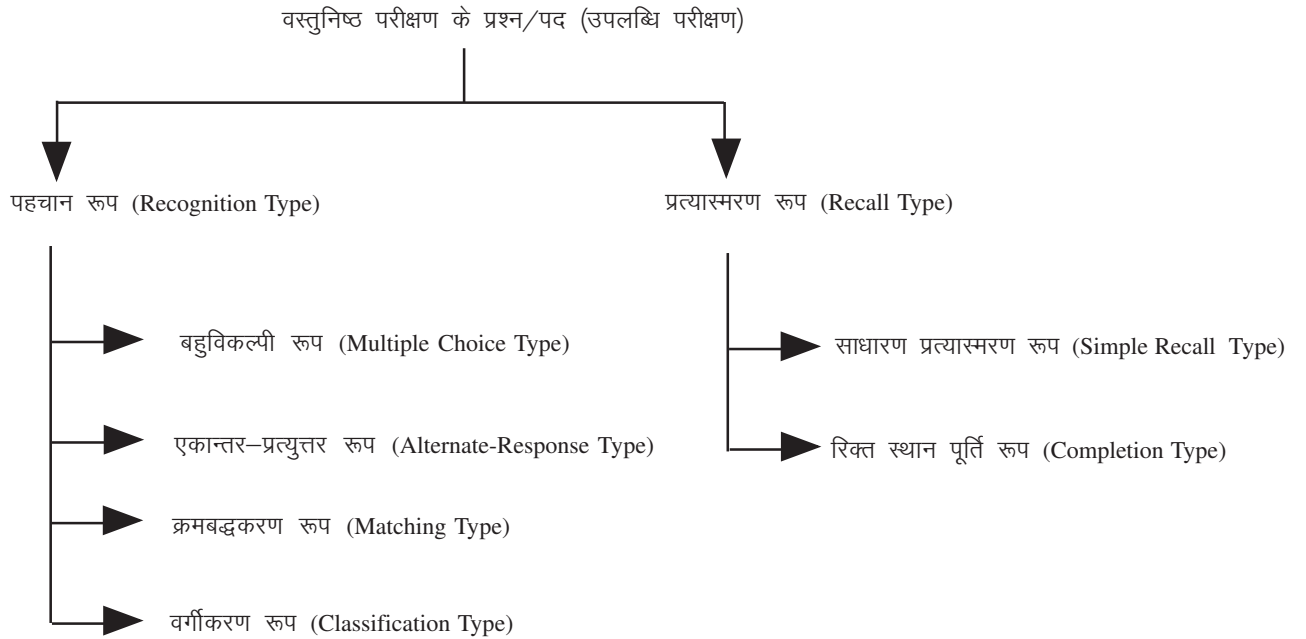 वस्तुनिष्ठ परीक्षण के प्रश्न/पद (उपलब्धि परीक्षण)
पहचान रूप (Recognition Type)
प्रत्यास्मरण रूप (Recall Type)
बहुविकल्पी रूप (Multiple Choice Type)
एकान्तर–प्रत्युत्तर रूप (Alternate-Response Type)
क्रमबद्धकरण रूप (Matching Type)
वर्गीकरण रूप (Classification Type)
साधारण प्रत्यास्मरण रूप (Simple Recall Type)
रिक्त स्थान पूर्ति रूप (Completion Type)